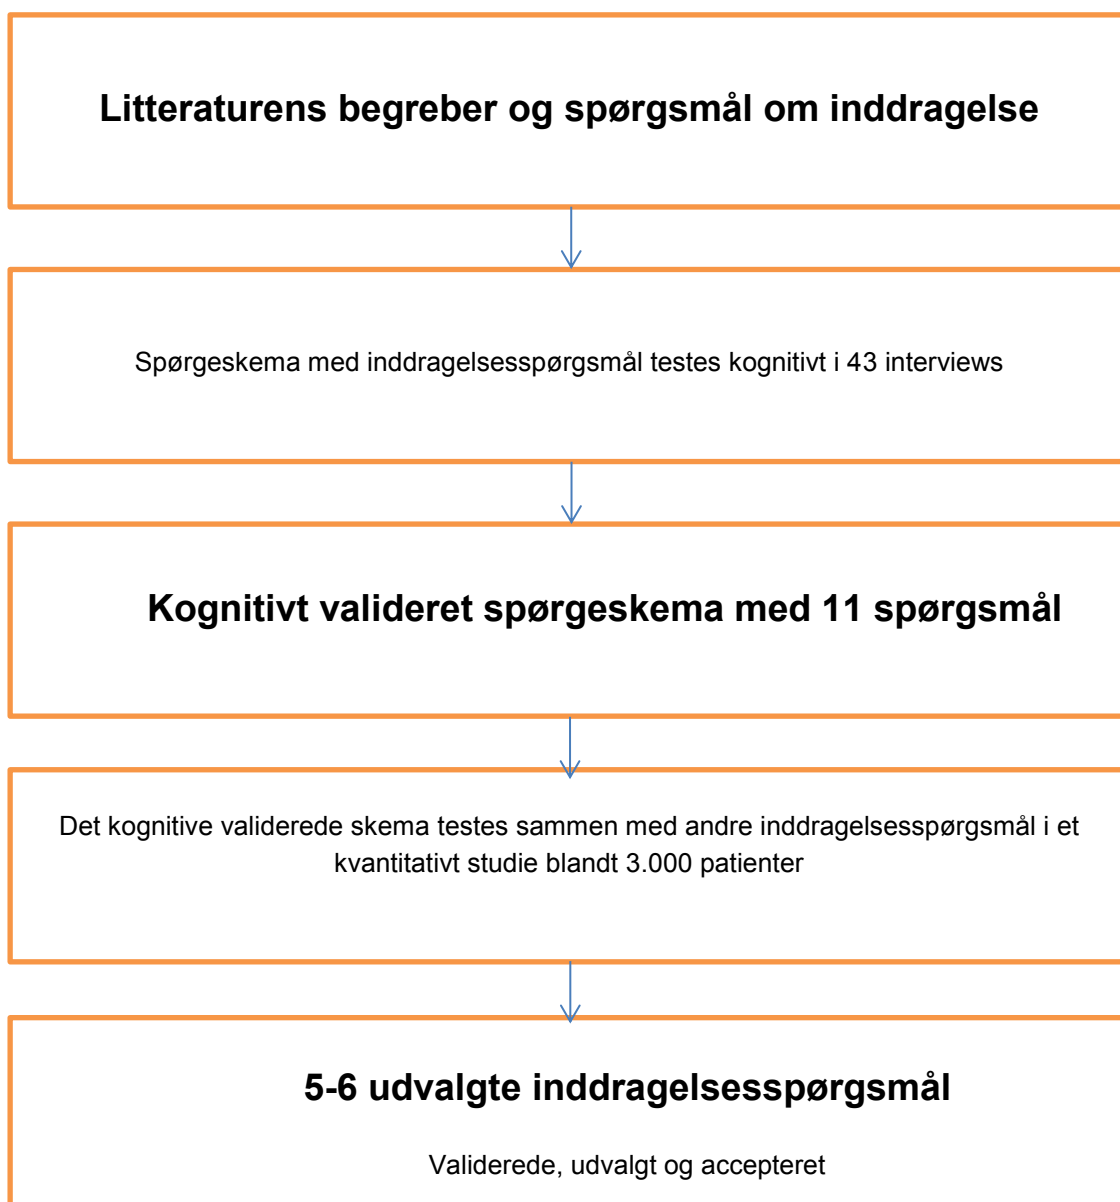 Litteraturens begreber og spørgsmål om inddragelse
Spørgeskema med inddragelsesspørgsmål testes kognitivt i 43 interviews
Kognitivt valideret spørgeskema med 11 spørgsmål
Det kognitive validerede skema testes sammen med andre inddragelsesspørgsmål i et
kvantitativt studie blandt 3.000 patienter
5-6 udvalgte inddragelsesspørgsmål
Validerede, udvalgt og accepteret